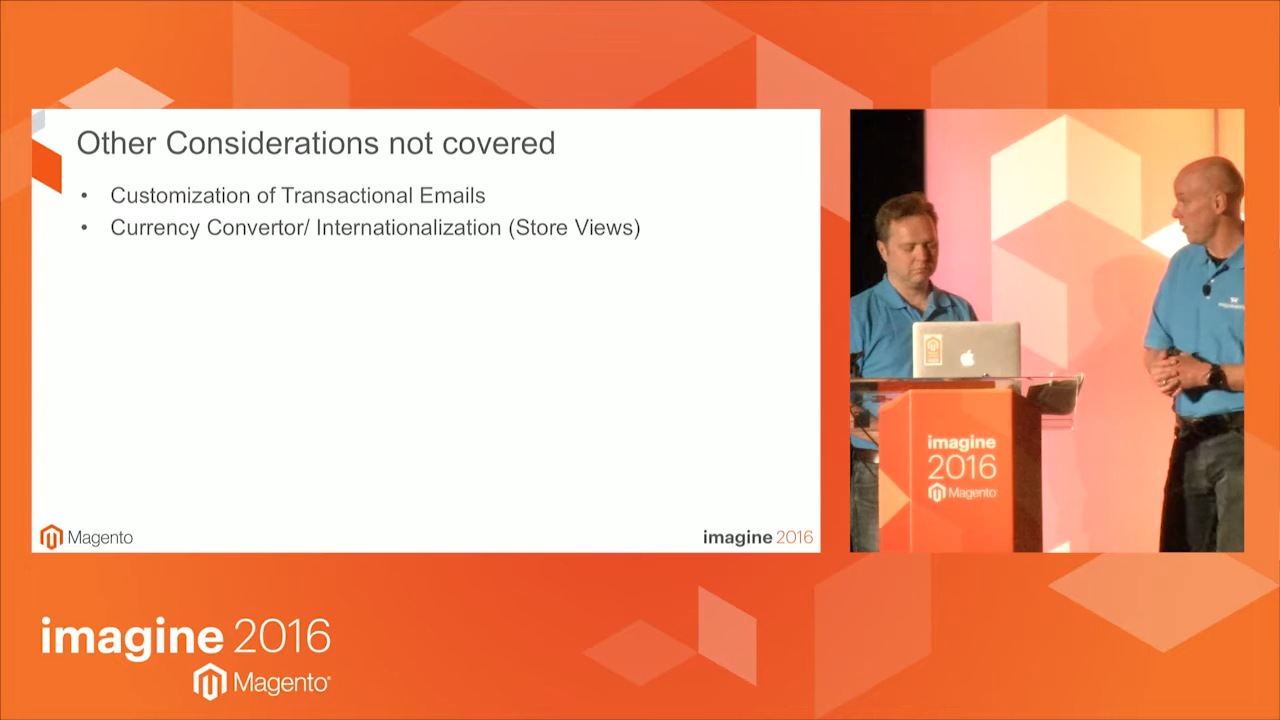 Other Considerations not covered
• Customization of Transactional Emails
• Currency Convertor/ Internationalization (Store Views)
Magento
imagine 2016
imagine
2016
Magento
imagine 2016
Magento